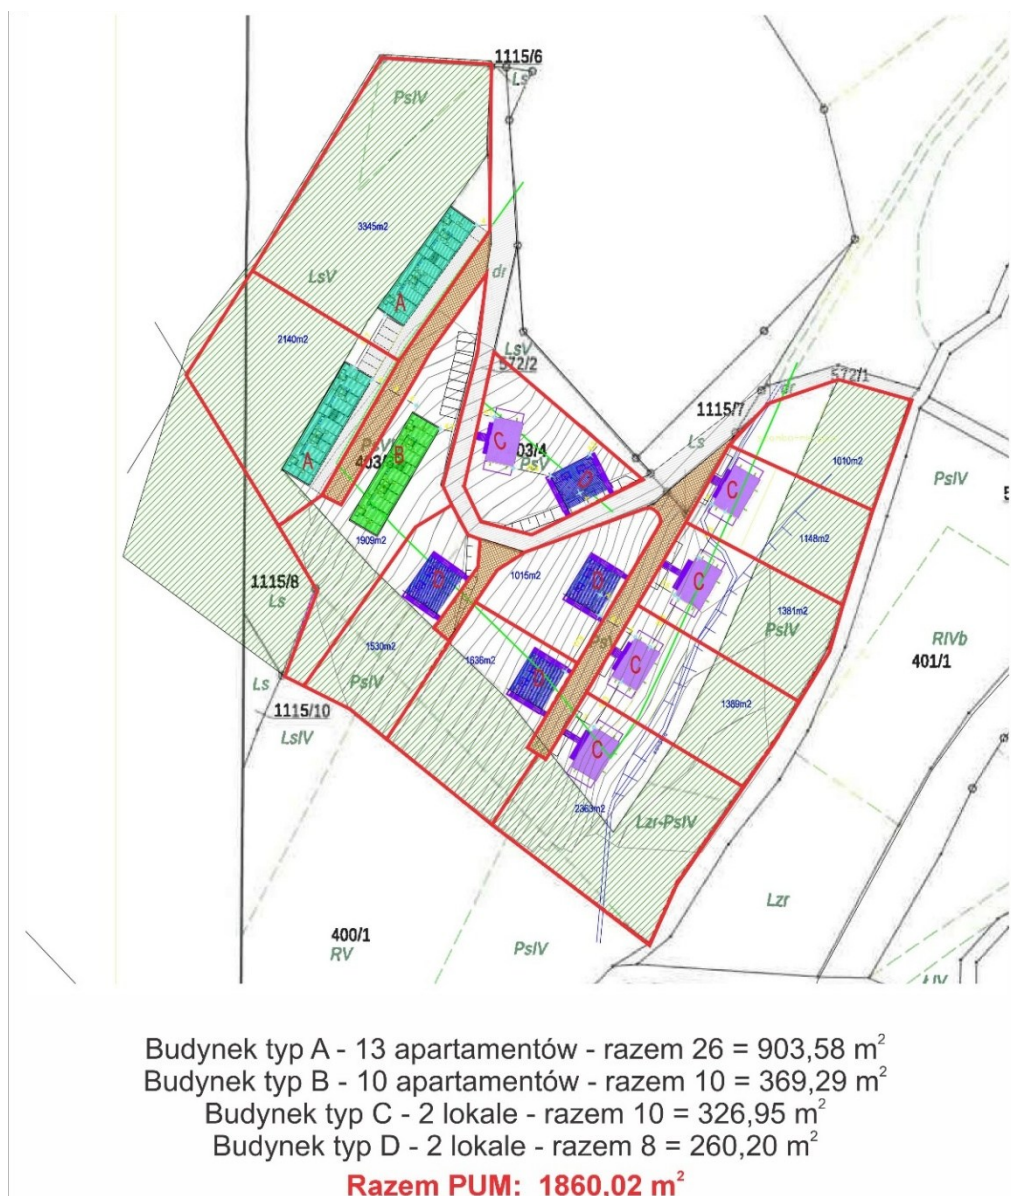 1115/6
Ls
PsIV
3345m2
LsV
dr
A
2140m2
LsV
572/2
572/1
dr
1115/7
Ls
C
03/4
PsV
D
C
1010m2
PsIV
A
B
403/
1148m2
1909m2
1115/8
Ls
D
1015m2
D
C
1381m2
PsIV
RIVb
401/1
1530m2
1636m2
C
Ls
PsIV
D
1389m2
1115/10
LsIV
C
2363m2
Lzr-PsIV
Lzr
400/1
RV
PsIV
Budynek typ A - 13 apartamentów - razem 26 = 903,58 m²
Budynek typ B - 10 apartamentów - razem 10 = 369,29 m²
Budynek typ C - 2 lokale - razem 10 = 326,95 m²
Budynek typ D - 2 lokale - razem 8 = 260,20 m²
Razem PUM: 1860,02 m²